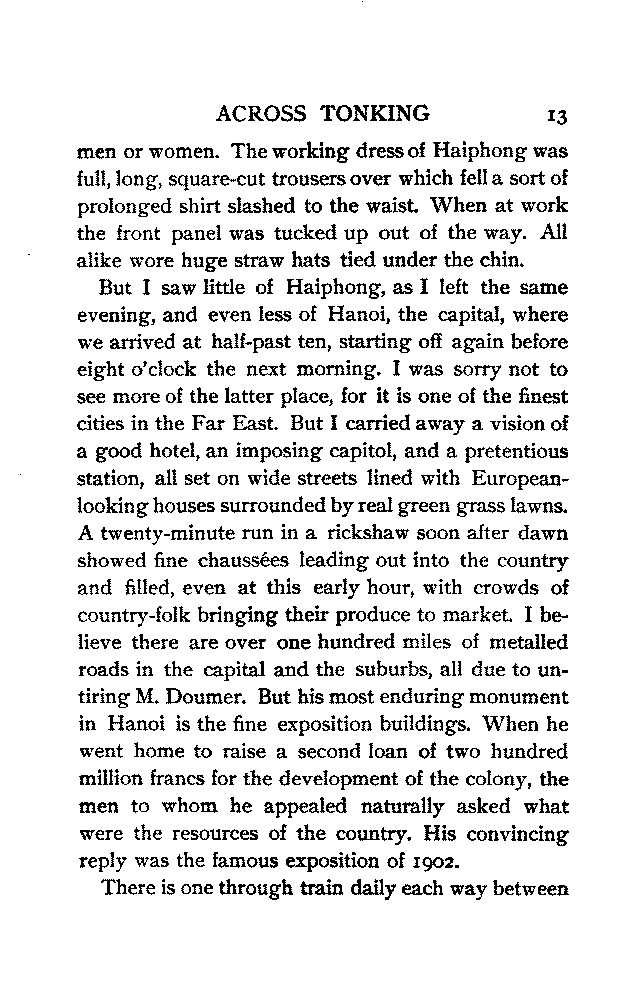 ACROSS TONKING 13
men or women. The working dress of Haiphong was
full, long, square-cut trousers over which fell a sort of
prolonged shirt slashed to the waist. When at work
the front panel was tucked up out of the way. All
alike wore huge straw hats tied under the chin.
But I saw little of Haiphong, as I left the same
evening, and even less of Hanoi, the capital, where
we arrived at half-past ten, starting off again before
eight o'clock the next morning. I was sorry not to
see more of the latter place, for it is one of the finest
cities in the Far East. But I carried away a vision of
a good hotel, an imposing capitol, and a pretentious
station, all set on wide streets lined with European-
looking houses surrounded by real green grass lawns.
A twenty-minute run in a rickshaw soon after dawn
showed fine chaussées leading out into the country
and filled, even at this early hour, with crowds of
country-folk bringing their produce to market. I be-
lieve there are over one hundred miles of metalled
roads in the capital and the suburbs, all due to un-
tiring M. Doumer. But his most enduring monument
in Hanoi is the fine exposition buildings. When he
went home to raise a second loan of two hundred
million francs for the development of the colony, the
men to whom he appealed naturally asked what
were the resources of the country. His convincing
reply was the famous exposition of 1902.
There is one through train daily each way between